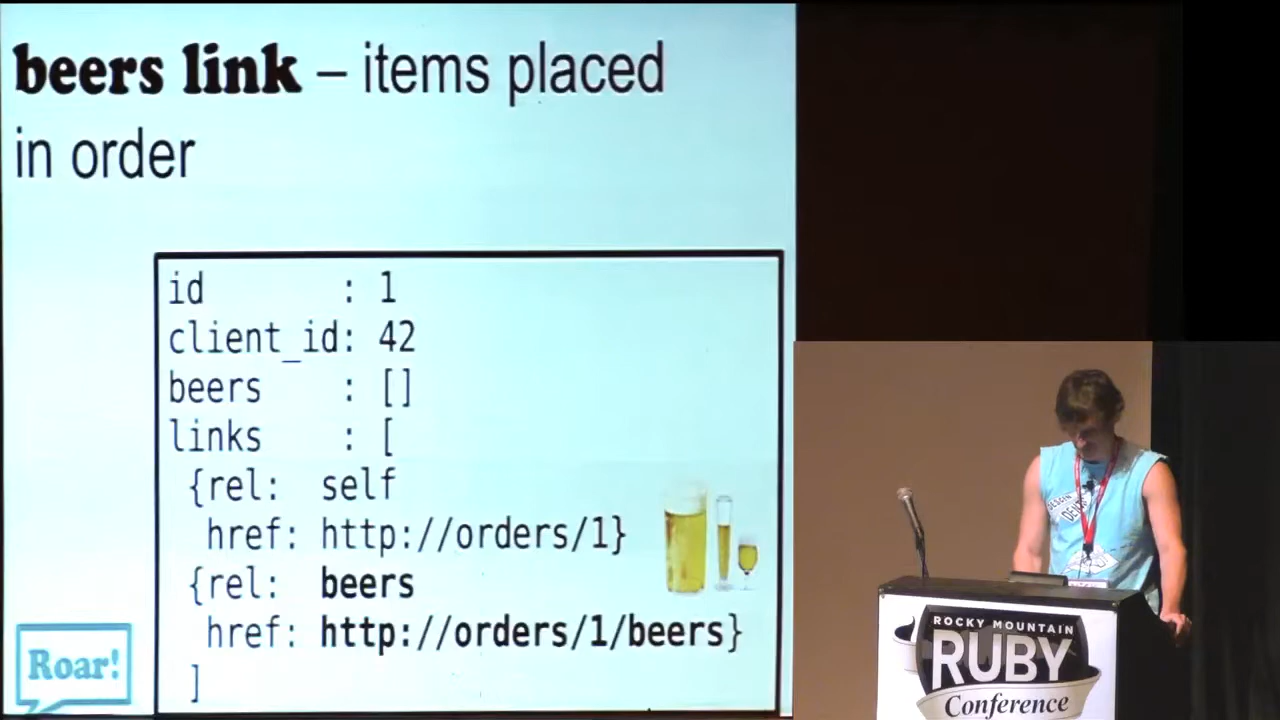 beers link – items placed
in order
id : 1
client_id: 42
beers : []
links : [
{rel: self
href: http://orders/1}
{rel: beers
href: http://orders/1/beers}
]
Roar!
ROCKY MOUNTAIN
RUBY
Conference